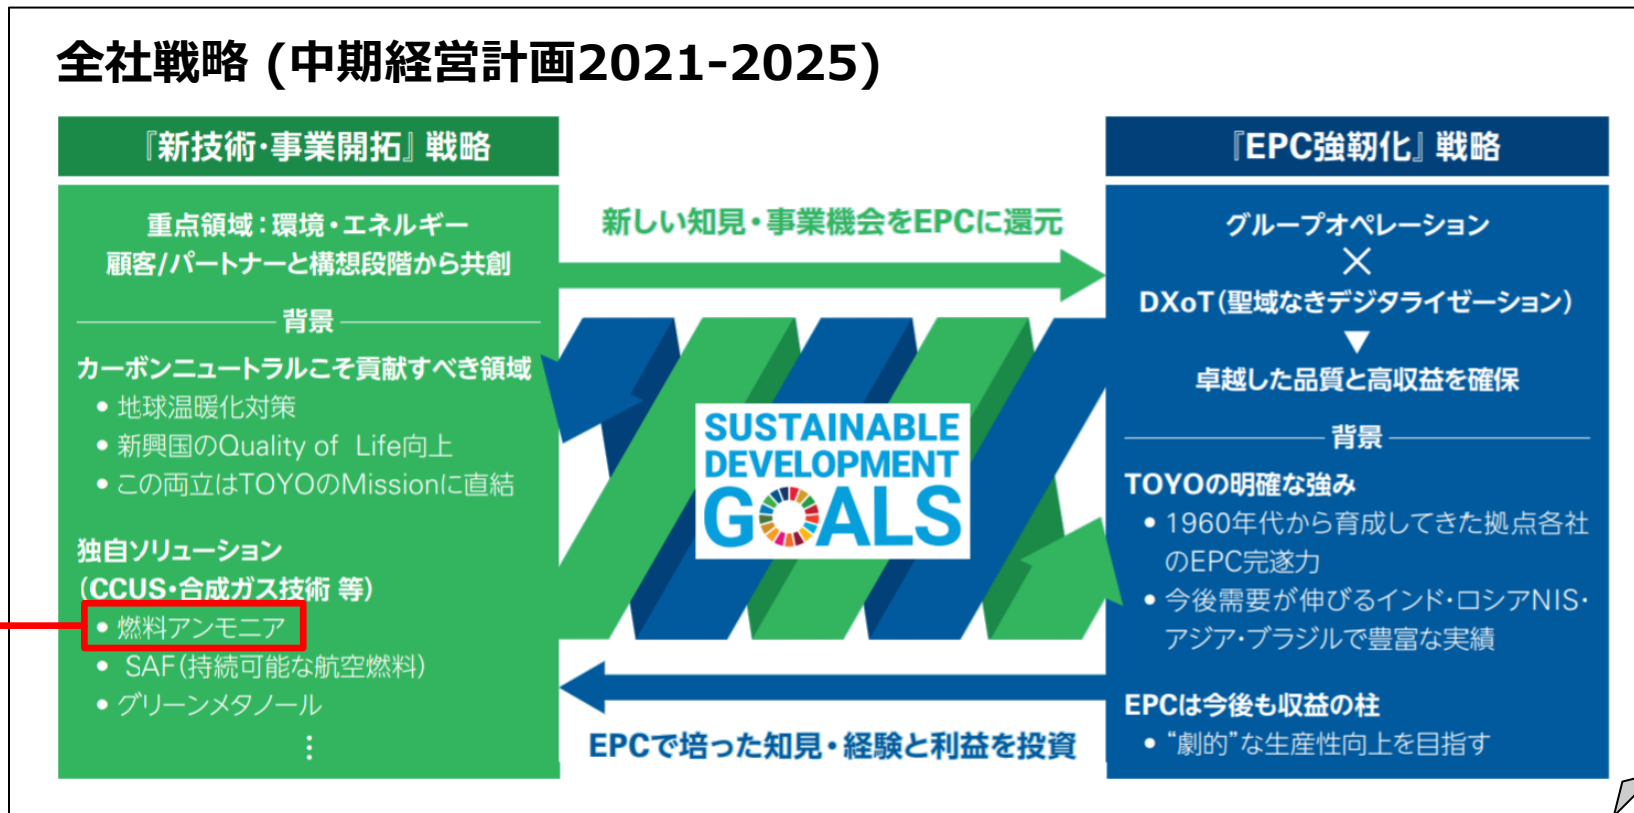 全社戦略 (中期経営計画2021-2025)
『新技術・事業開拓』戦略
重点領域：環境・エネルギー
顧客/パートナーと構想段階から共創
背景
カーボンニュートラルこそ貢献すべき領域
• 地球温暖化対策
• 新興国のQuality of Life向上
• この両立はTOYOのMissionに直結
独自ソリューション
（CCUS・合成ガス技術 等）
• 燃料アンモニア
• SAF（持続可能な航空燃料）
• グリーンメタノール
⋮
新しい知見・事業機会をEPCに還元
SUSTAINABLE
DEVELOPMENT
GOALS
EPCで培った知見・経験と利益を投資
『EPC強靭化』戦略
グループオペレーション
×
DXoT（聖域なきデジタライゼーション）
▼
卓越した品質と高収益を確保
背景
TOYOの明確な強み
• 1960年代から育成してきた拠点各社
のEPC完遂力
• 今後需要が伸びるインド・ロシアNIS・
アジア・ブラジルで豊富な実績
EPCは今後も収益の柱
• “劇的”な生産性向上を目指す